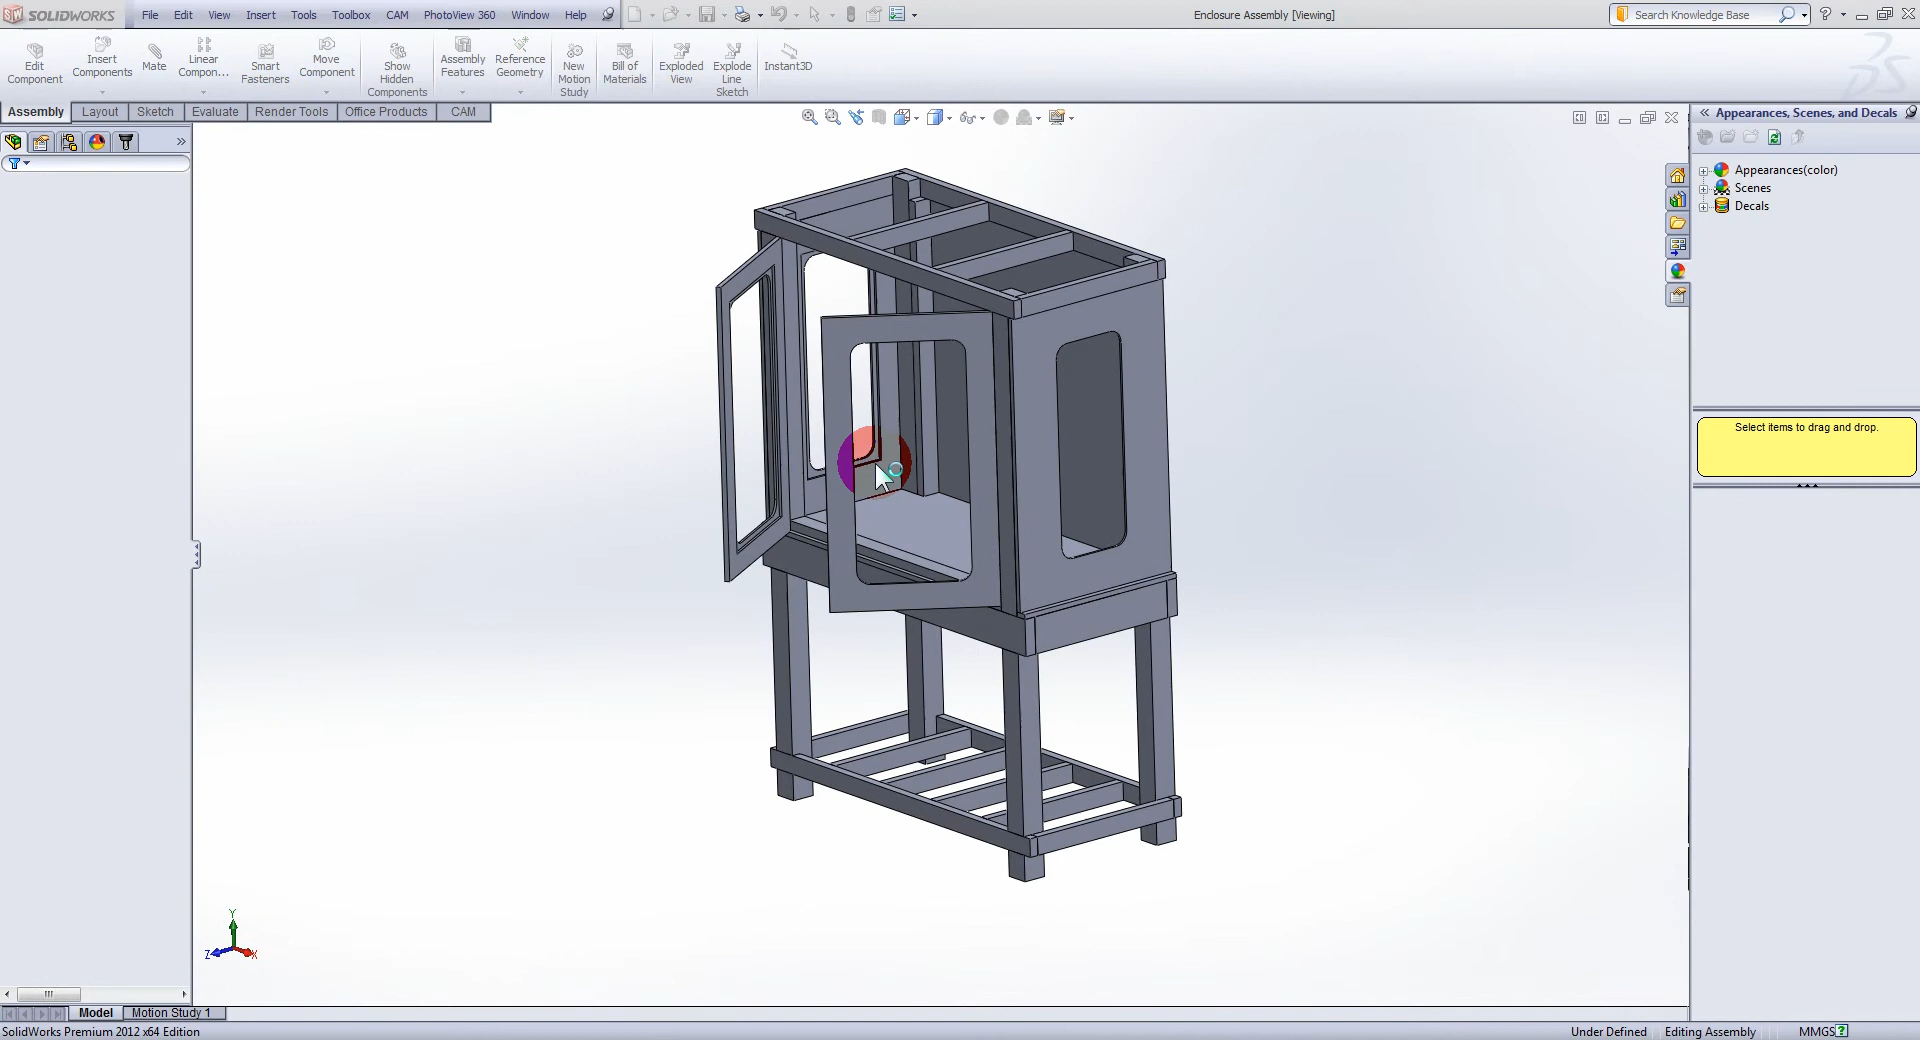 SOLIDWORKS File Edit View Insert Tools Toolbox CAM PhotoView 360 Window Help Enclosure Assembly [Viewing] Search Knowledge Base ?
Edit Component
Insert Components
Mate
Linear Compon...
Smart Fasteners
Move Component
Show Hidden Components
Assembly Features
Reference Geometry
New Motion Study
Bill of Materials
Exploded View
Explode Line Sketch
Instant3D
Assembly Layout Sketch Evaluate Render Tools Office Products CAM
Appearances, Scenes, and Decals
Appearances(color)
Scenes
Decals
Select items to drag and drop.
Y
Z X
Model Motion Study 1
SolidWorks Premium 2012 x64 Edition Under Defined Editing Assembly MMGS ?